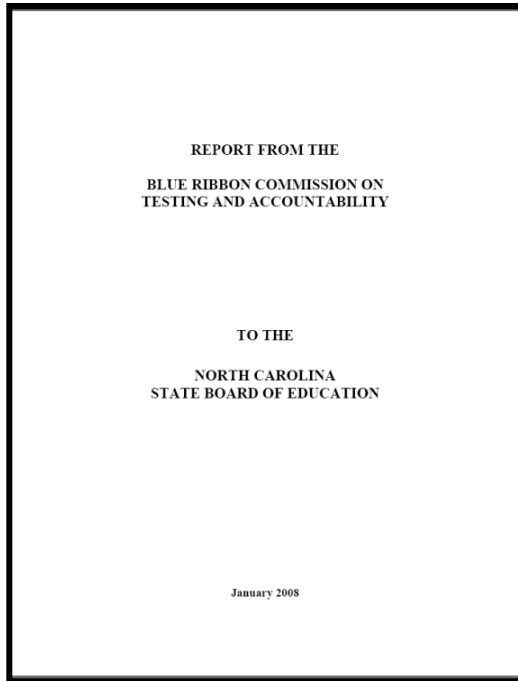 REPORT FROM THE
BLUE RIBBON COMMISSION ON
TESTING AND ACCOUNTABILITY
TO THE
NORTH CAROLINA
STATE BOARD OF EDUCATION
January 2008